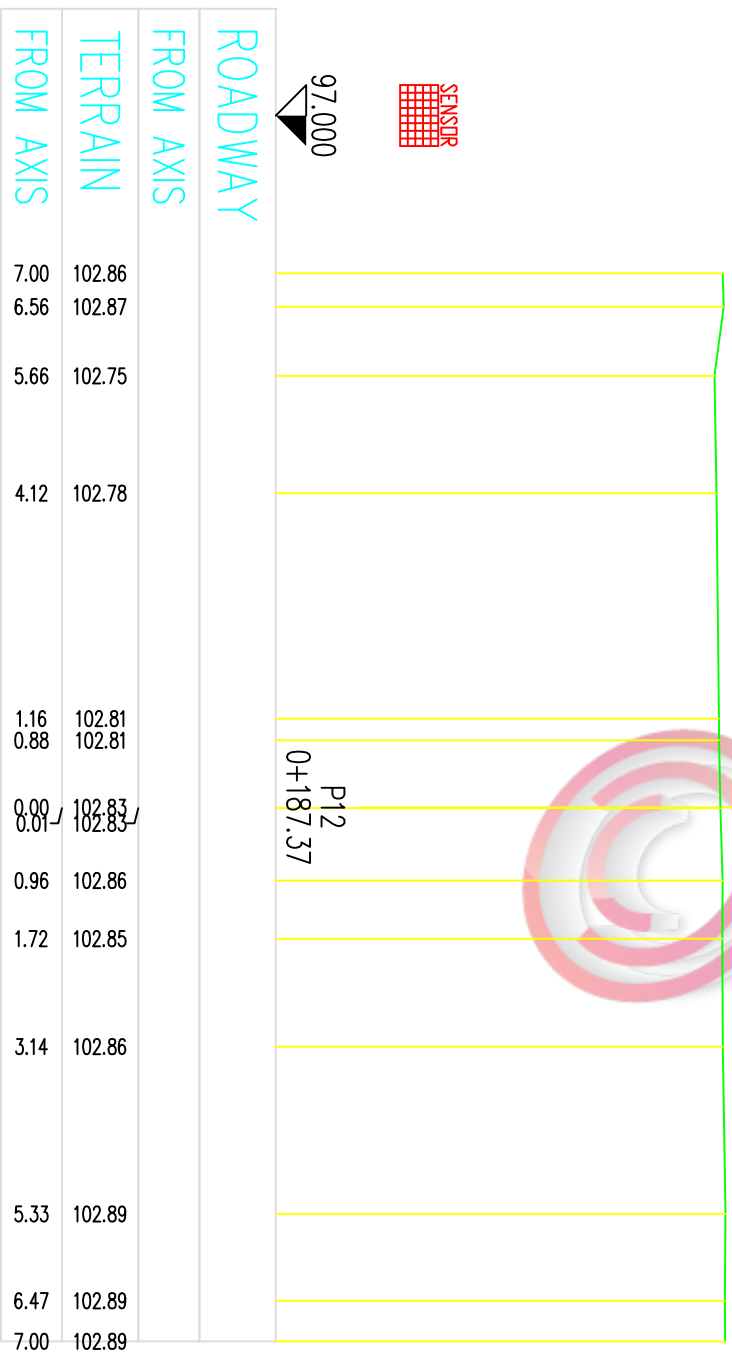 SENSOR
97.000
P12
0+187.37
ROADWAY
FROM AXIS
TERRAIN
FROM AXIS
7.00 102.86
6.56 102.87
5.66 102.75
4.12 102.78
1.16 102.81
0.88 102.81
0.00 102.83
0.01 102.83
0.96 102.86
1.72 102.85
3.14 102.86
5.33 102.89
6.47 102.89
7.00 102.89